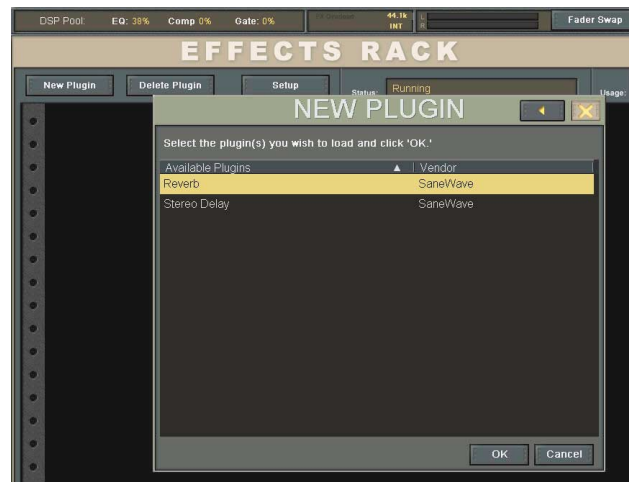 DSP Pool: EQ: 38% Comp 0% Gate: 0% 44.1k INT L R Fader Swap
EFFECTS RACK
New Plugin Delete Plugin Setup Status: Running Usage:
NEW PLUGIN
Select the plugin(s) you wish to load and click 'OK.'
Available Plugins Vendor
Reverb SaneWave
Stereo Delay SaneWave
OK Cancel